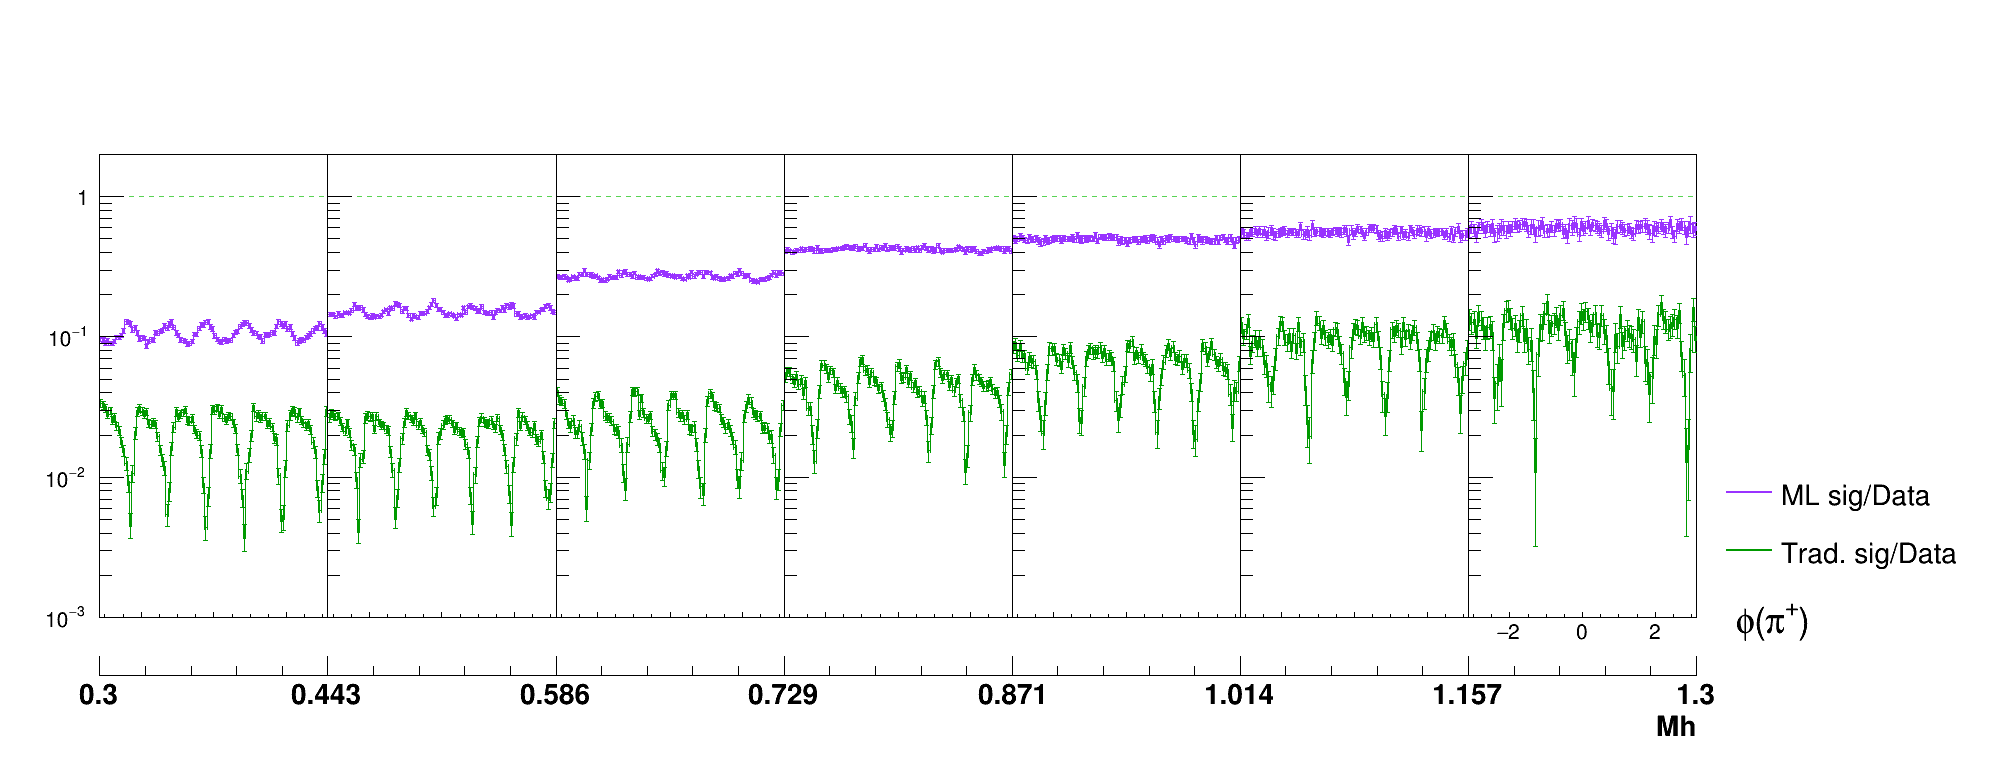 1
10⁻¹
10⁻²
10⁻³
ML sig/Data
Trad. sig/Data
−2 0 2
ϕ(π⁺)
0.3 0.443 0.586 0.729 0.871 1.014 1.157 1.3
Mh